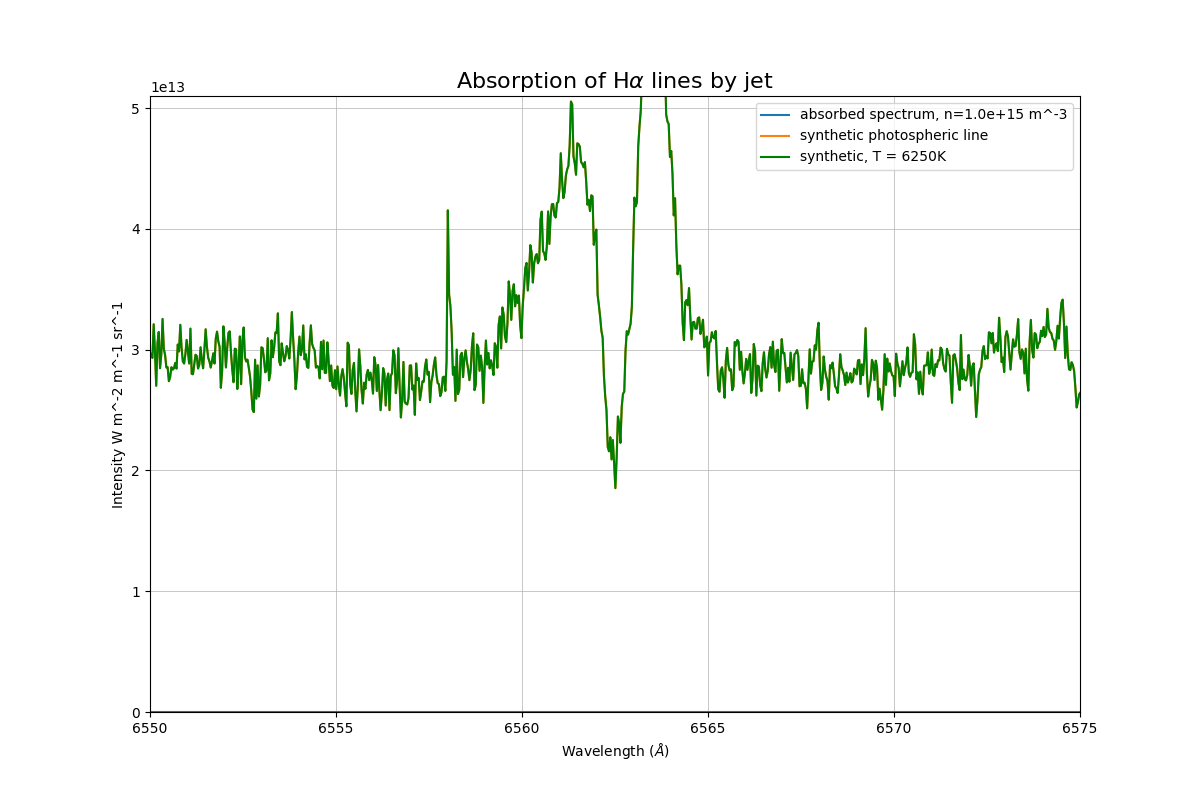 Absorption of Hα lines by jet
1e13
absorbed spectrum, n=1.0e+15 m^-3
synthetic photospheric line
synthetic, T = 6250K
5
4
3
2
1
0
Intensity W m^-2 m^-1 sr^-1
6550
6555
6560
6565
6570
6575
Wavelength (Å)